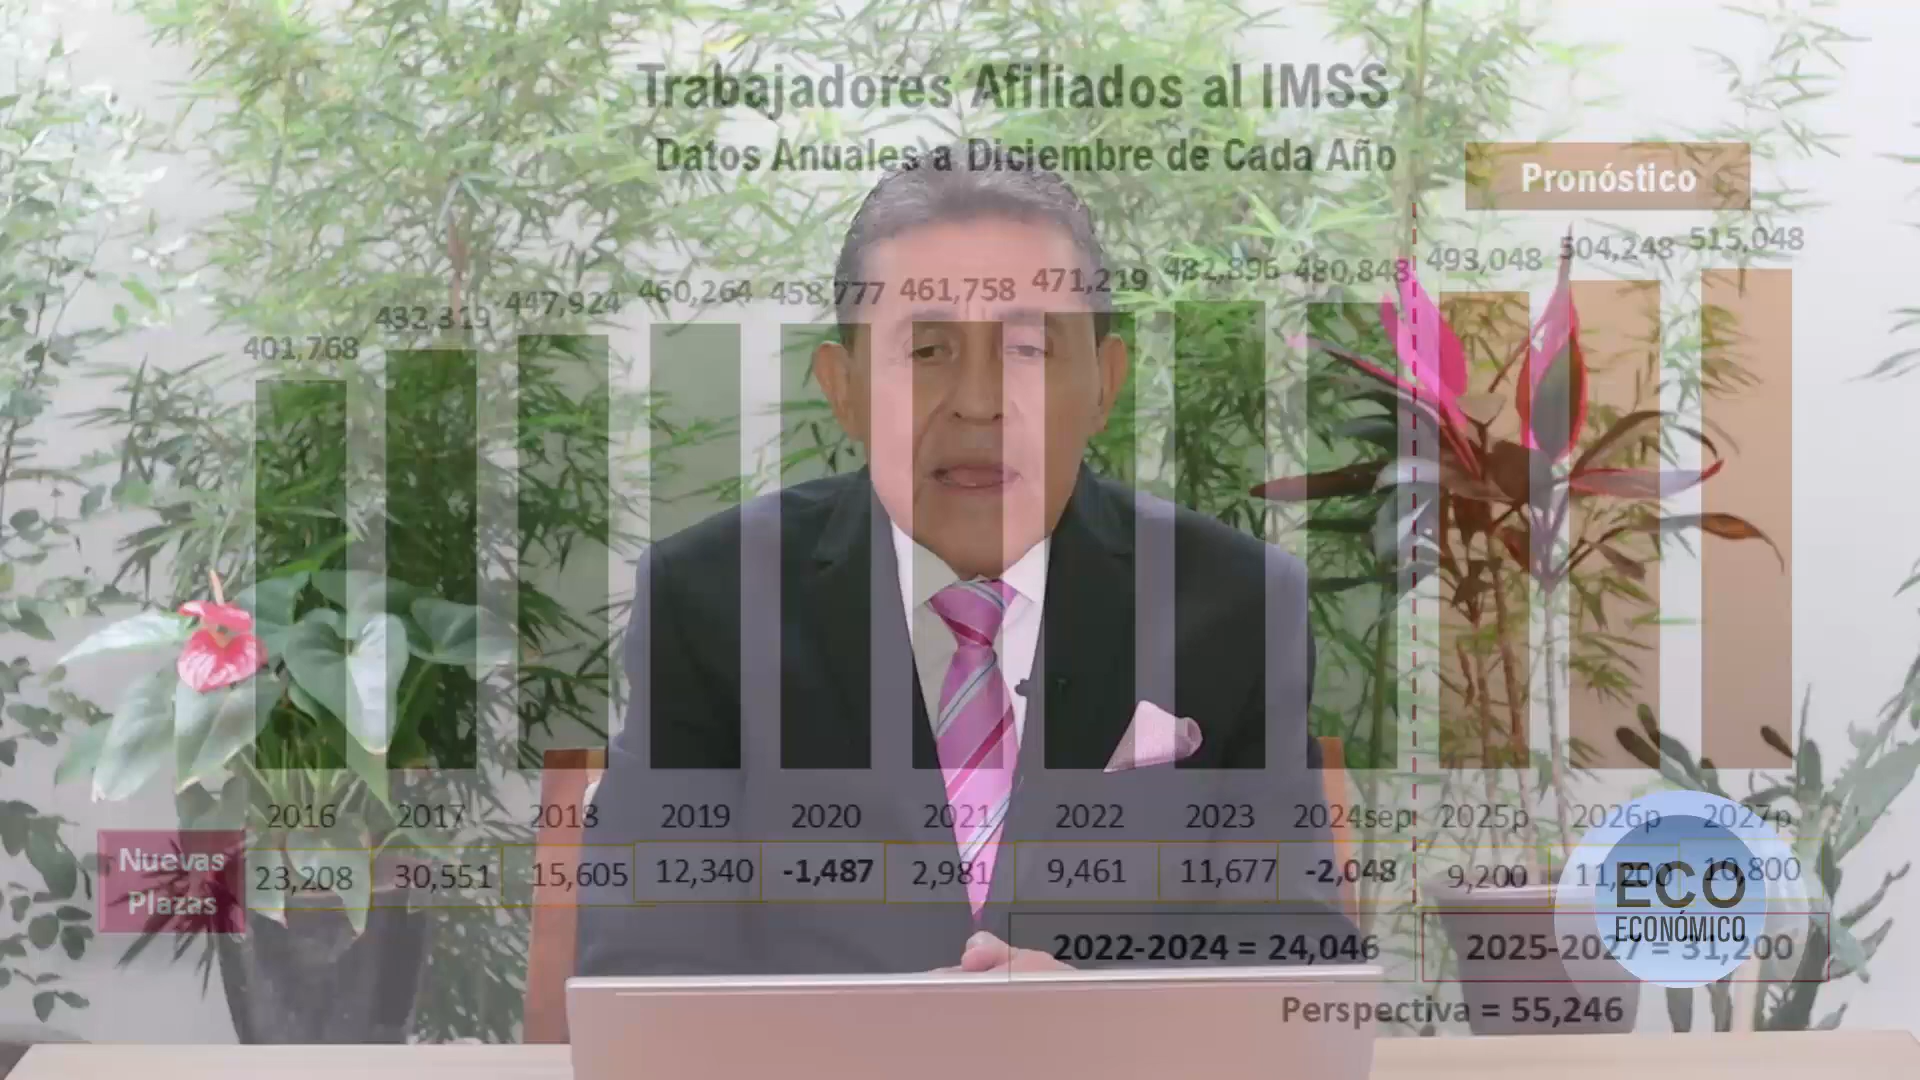 Trabajadores Afiliados al IMSS
Datos Anuales a Diciembre de Cada Año
Pronóstico
401,768 432,319 447,924 460,264 458,777 461,758 471,219 482,896 480,848 493,048 504,248 515,048
2016 2017 2018 2019 2020 2021 2022 2023 2024sep 2025p 2026p 2027p
Nuevas
Plazas
23,208 30,551 15,605 12,340 -1,487 2,981 9,461 11,677 -2,048 9,200 11,200 10,800
2022-2024 = 24,046
2025-2027 = 31,200
Perspectiva = 55,246
ECO
ECONÓMICO